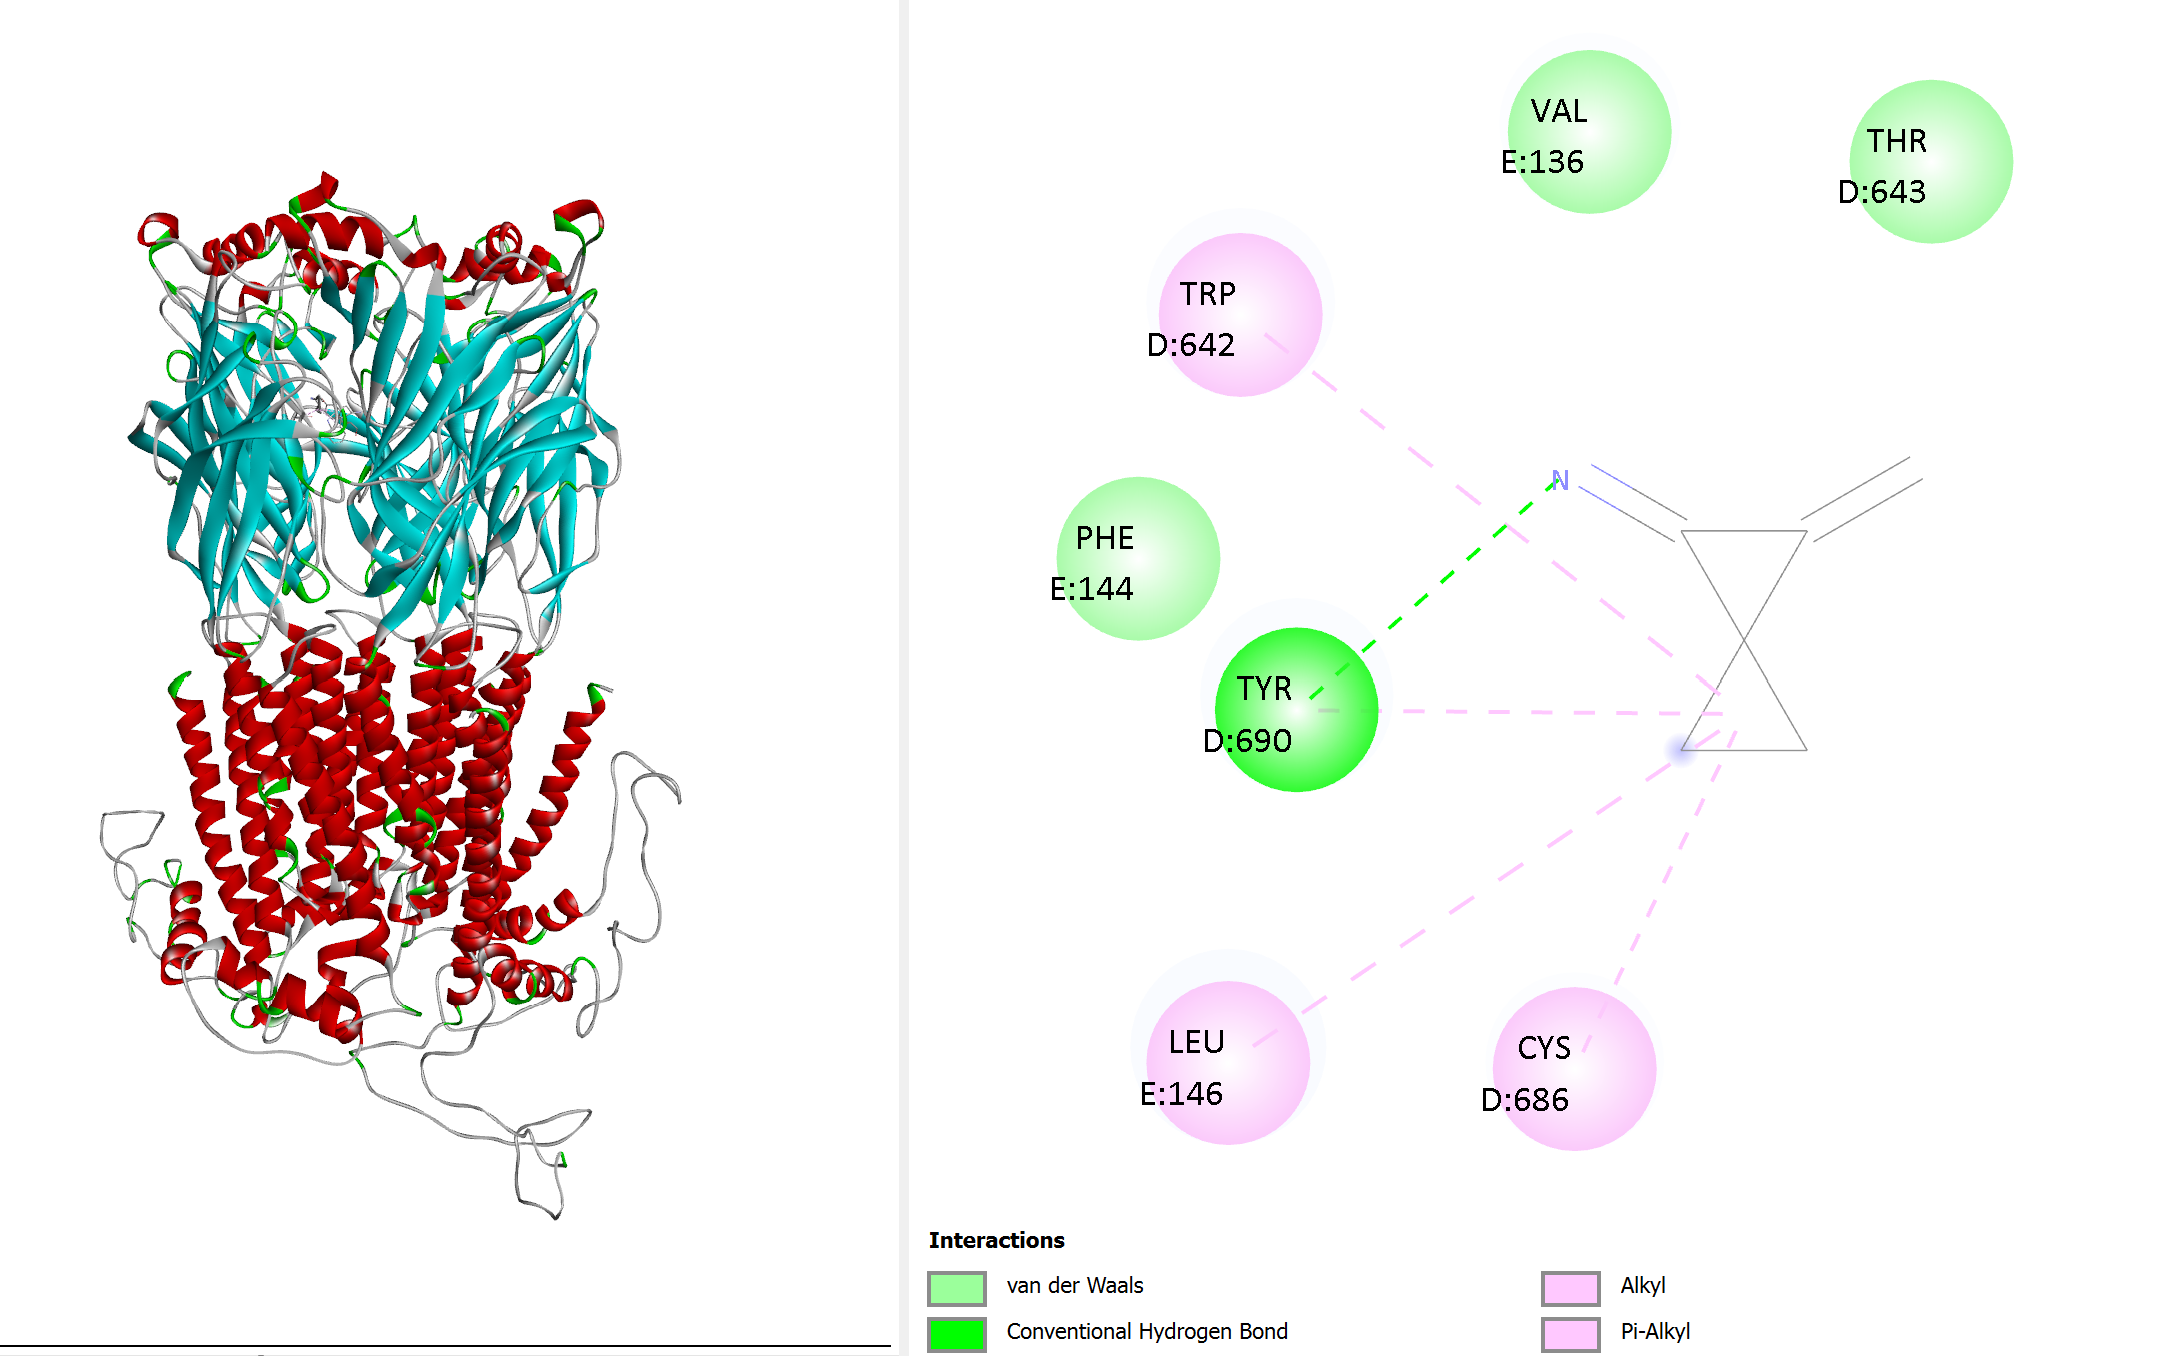 VAL
E:136
THR
D:643
TRP
D:642
N
PHE
E:144
TYR
D:690
LEU
E:146
CYS
D:686
Interactions
van der Waals
Conventional Hydrogen Bond
Alkyl
Pi-Alkyl